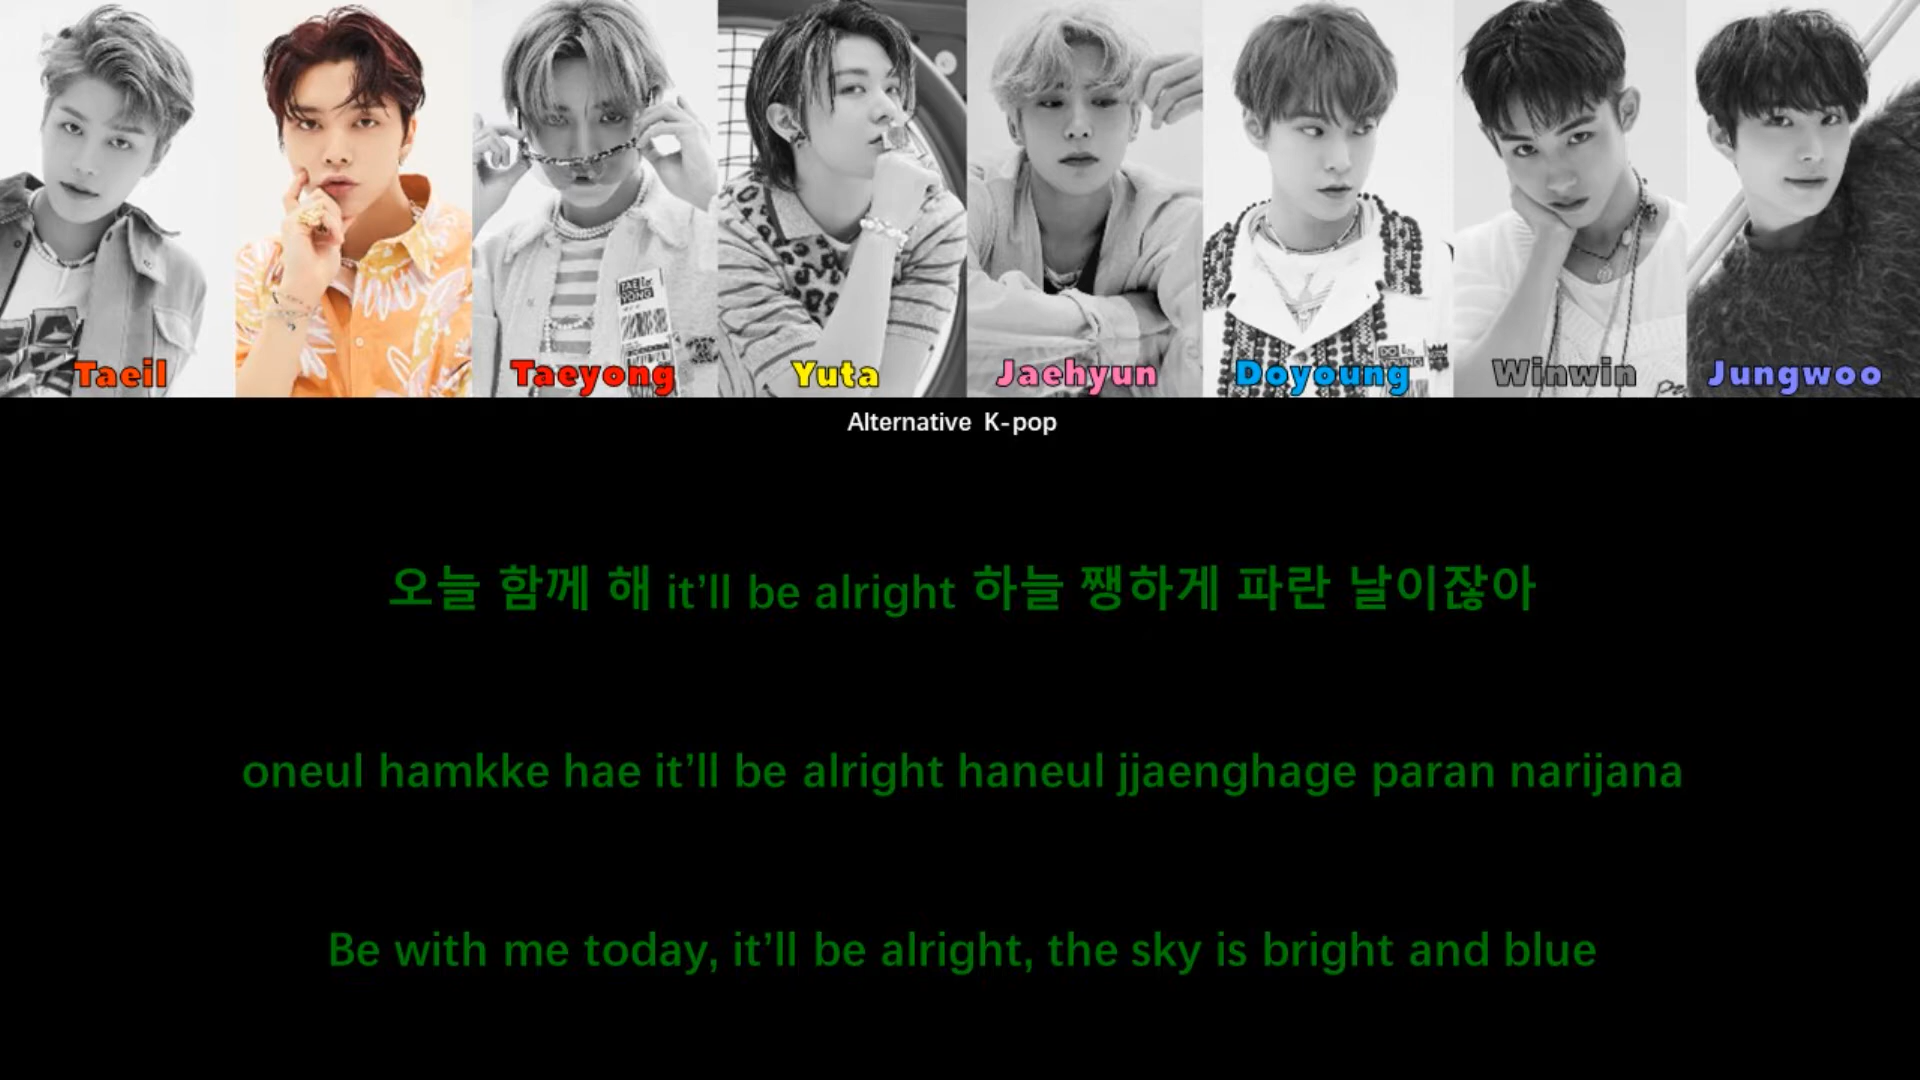 Taeil Taeyong Yuta Jaehyun Doyoung Winwin Jungwoo
Alternative K-pop
오늘 함께 해 it’ll be alright 하늘 쨍하게 파란 날이잖아
oneul hamkke hae it’ll be alright haneul jjaenghage paran narijana
Be with me today, it’ll be alright, the sky is bright and blue